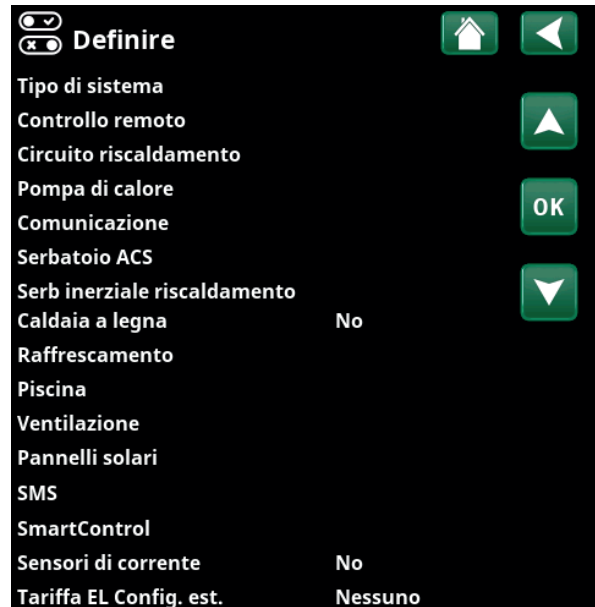 Definire
Tipo di sistema
Controllo remoto
Circuito riscaldamento
Pompa di calore
OK
Comunicazione
Serbatoio ACS
Serb inerziale riscaldamento
Caldaia a legna No
Raffrescamento
Piscina
Ventilazione
Pannelli solari
SMS
SmartControl
Sensori di corrente No
Tariffa EL Config. est. Nessuno